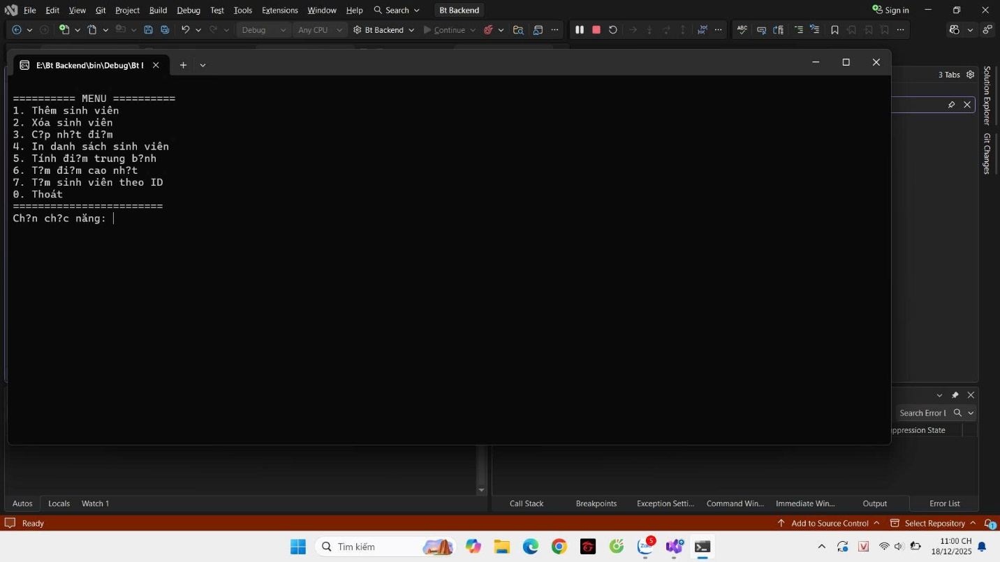 File Edit View Git Project Build Debug Test Tools Extensions Window Help Search Bt Backend Sign in
Debug Any CPU Bt Backend Continue
E:\Bt Backend\bin\Debug\Bt E
3 Tabs
========== MENU ==========
1. Thêm sinh viên
2. Xóa sinh viên
3. C?p nh?t đi?m
4. In danh sách sinh viên
5. Tính đi?m trung b?nh
6. T?m đi?m cao nh?t
7. T?m sinh viên theo ID
0. Thoát
========================
Ch?n ch?c năng:
Solution Explorer
Git Changes
Search Error L
uppression State
Autos Locals Watch 1 Call Stack Breakpoints Exception Setti... Command Win... Immediate Win... Output Error List
Ready Add to Source Control Select Repository 1
Tìm kiếm 5 V 11:00 CH
18/12/2025